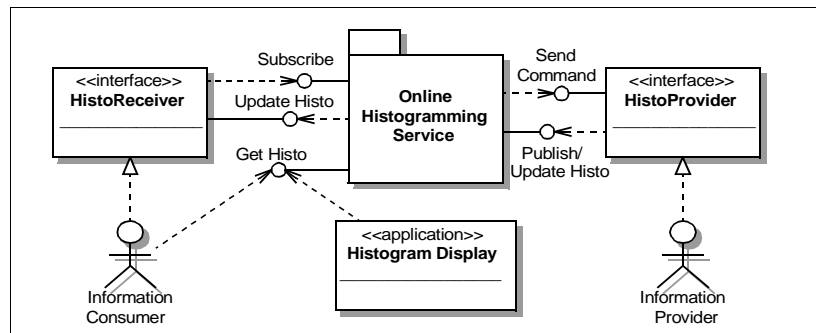 Subscribe
Send
Command
<<interface>>
HistoReceiver
Online
Histogramming
Service
<<interface>>
HistoProvider
Update Histo
Get Histo
Publish/
Update Histo
<<application>>
Histogram Display
Information
Consumer
Information
Provider